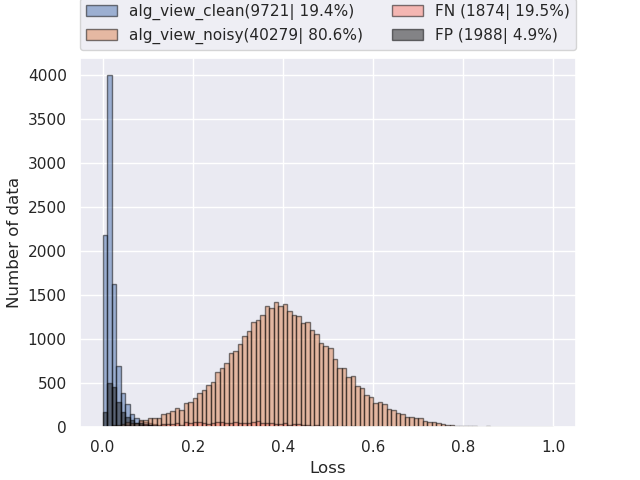 alg_view_clean(9721| 19.4%)
FN (1874| 19.5%)
alg_view_noisy(40279| 80.6%)
FP (1988| 4.9%)
4000
3500
3000
2500
2000
1500
1000
500
0
Number of data
0.0
0.2
0.4
0.6
0.8
1.0
Loss